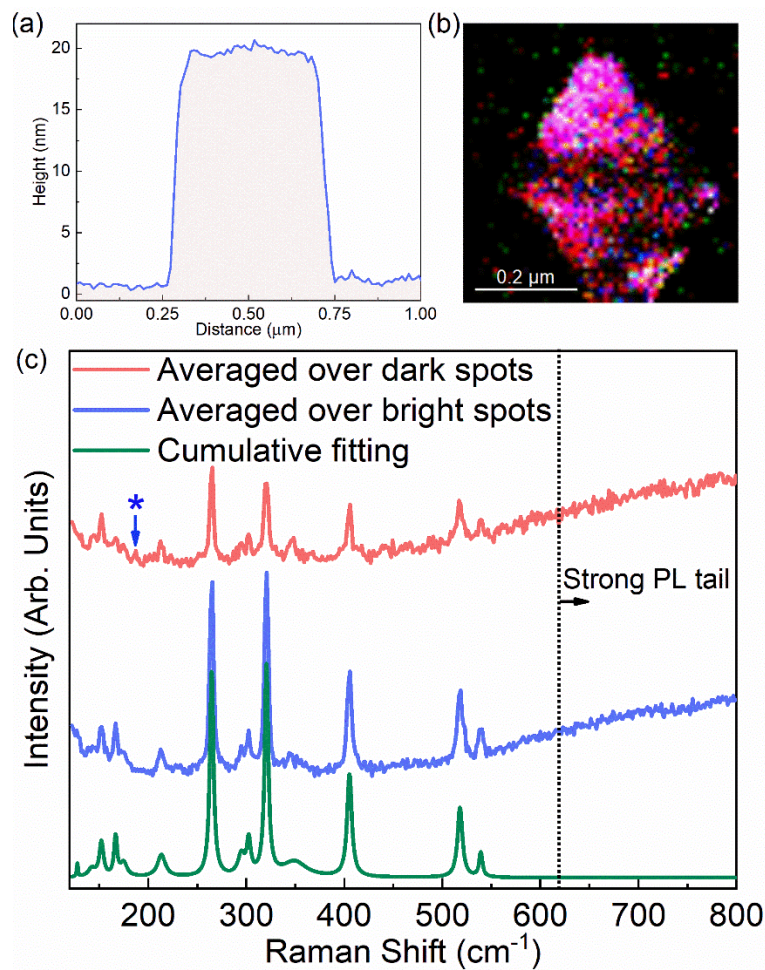 (a)
Height (nm)
20
15
10
5
0
0.00 0.25 0.50 0.75 1.00
Distance (μm)
(b)
0.2 μm
(c)
Averaged over dark spots
Averaged over bright spots
Cumulative fitting
*
Strong PL tail
Intensity (Arb. Units)
200 300 400 500 600 700 800
Raman Shift (cm⁻¹)